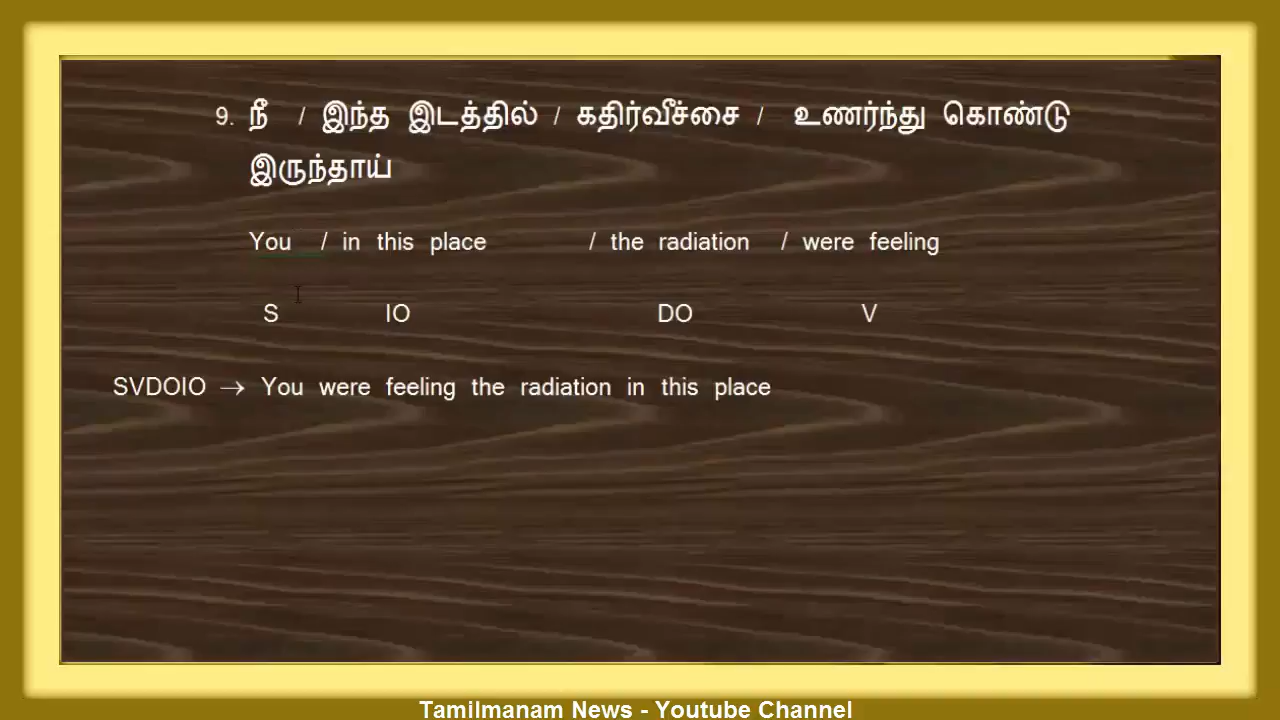 9. நீ / இந்த இடத்தில் / கதிர்வீச்சை / உணர்ந்து கொண்டு
இருந்தாய்
You / in this place / the radiation / were feeling
S IO DO V
SVDOIO → You were feeling the radiation in this place
Tamilmanam News - Youtube Channel